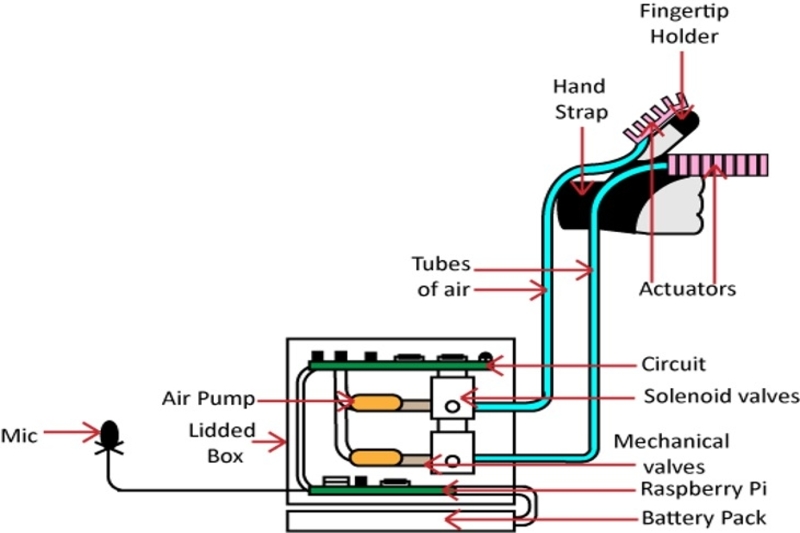 Fingertip
Holder
Hand
Strap
Tubes
of air
Actuators
Circuit
Air Pump
Solenoid valves
Mic
Lidded
Box
Mechanical
valves
Raspberry Pi
Battery Pack